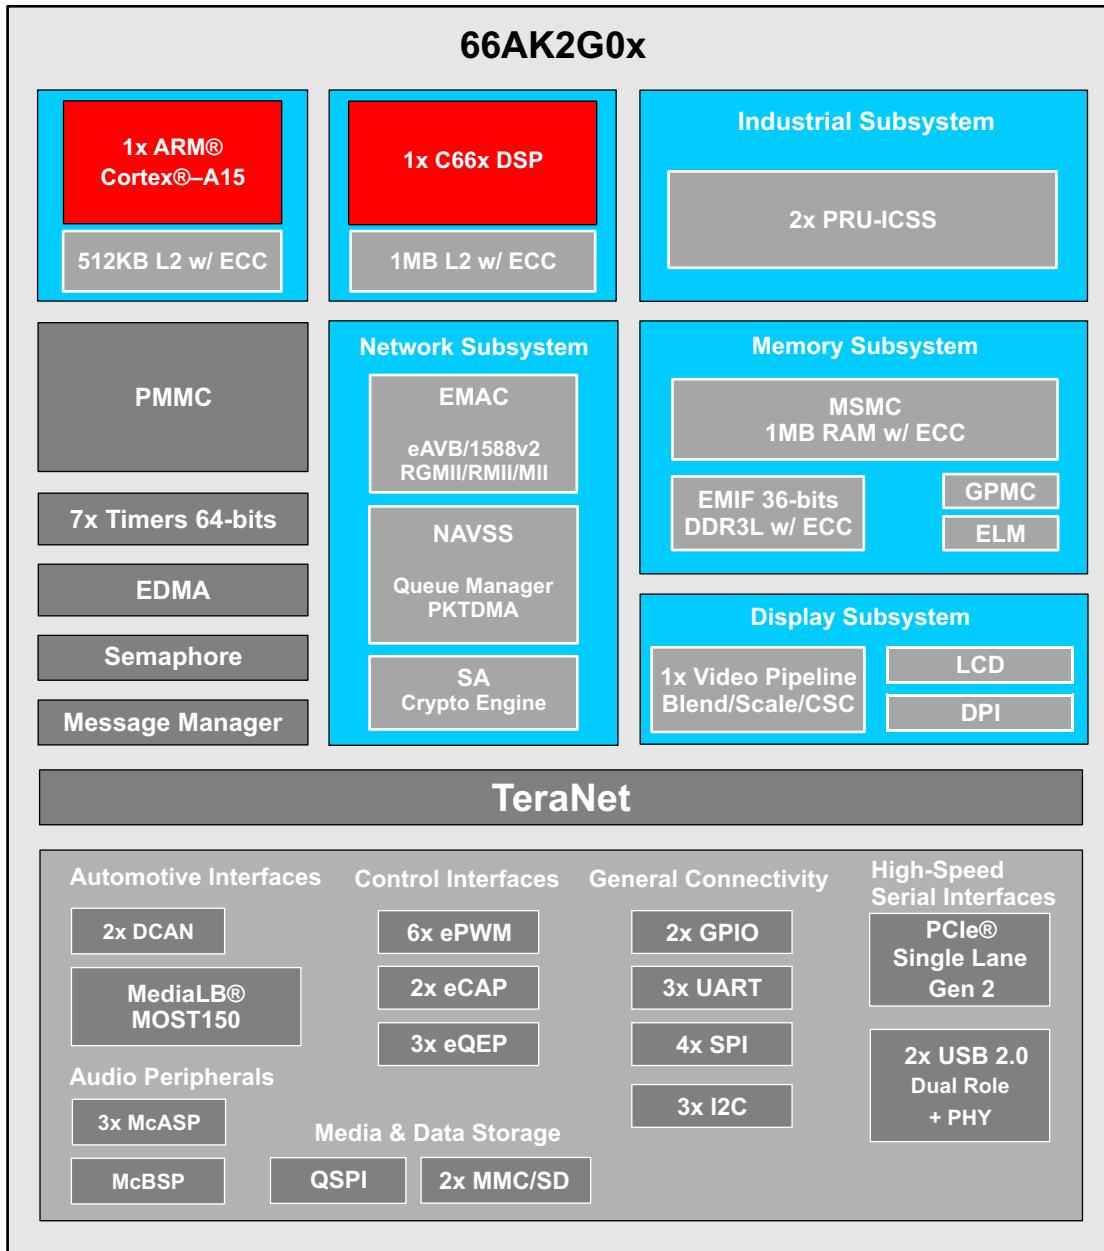 66AK2G0x
1x ARM®
Cortex®–A15
512KB L2 w/ ECC
1x C66x DSP
1MB L2 w/ ECC
Industrial Subsystem
2x PRU-ICSS
PMMC
7x Timers 64-bits
EDMA
Semaphore
Message Manager
Network Subsystem
EMAC
eAVB/1588v2
RGMII/RMII/MII
NAVSS
Queue Manager
PKTDMA
SA
Crypto Engine
Memory Subsystem
MSMC
1MB RAM w/ ECC
EMIF 36-bits
DDR3L w/ ECC
GPMC
ELM
Display Subsystem
1x Video Pipeline
Blend/Scale/CSC
LCD
DPI
TeraNet
Automotive Interfaces
2x DCAN
MediaLB®
MOST150
Audio Peripherals
3x McASP
McBSP
Control Interfaces
6x ePWM
2x eCAP
3x eQEP
Media & Data Storage
QSPI
2x MMC/SD
General Connectivity
2x GPIO
3x UART
4x SPI
3x I2C
High-Speed
Serial Interfaces
PCIe®
Single Lane
Gen 2
2x USB 2.0
Dual Role
+ PHY